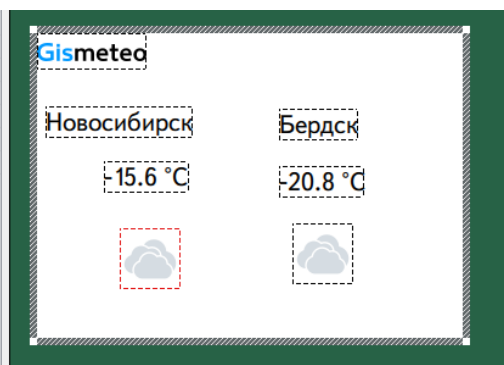 Gismeteo
Новосибирск
Бердск
-15.6 °C
-20.8 °C